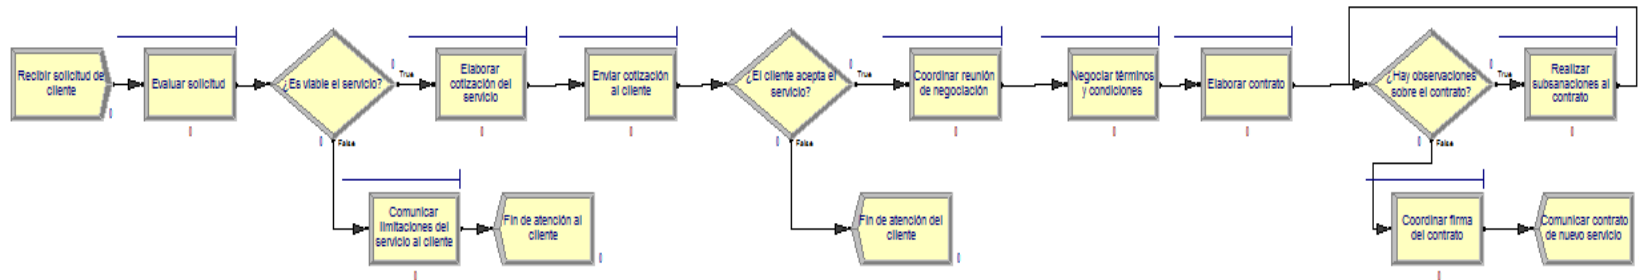 Recibir solicitud de
cliente
Evaluar solicitud
¿Es viable el servicio?
True
False
Elaborar
cotización del
servicio
Enviar cotización
al cliente
¿El cliente acepta el
servicio?
True
False
Coordinar reunión
de negociación
Negociar términos
y condiciones
Elaborar contrato
¿Hay observaciones
sobre el contrato?
True
False
Realizar
subsanaciones al
contrato
Comunicar
limitaciones del
servicio al cliente
Fin de atención al
cliente
Fin de atención del
cliente
Coordinar firma
del contrato
Comunicar contrato
de nuevo servicio